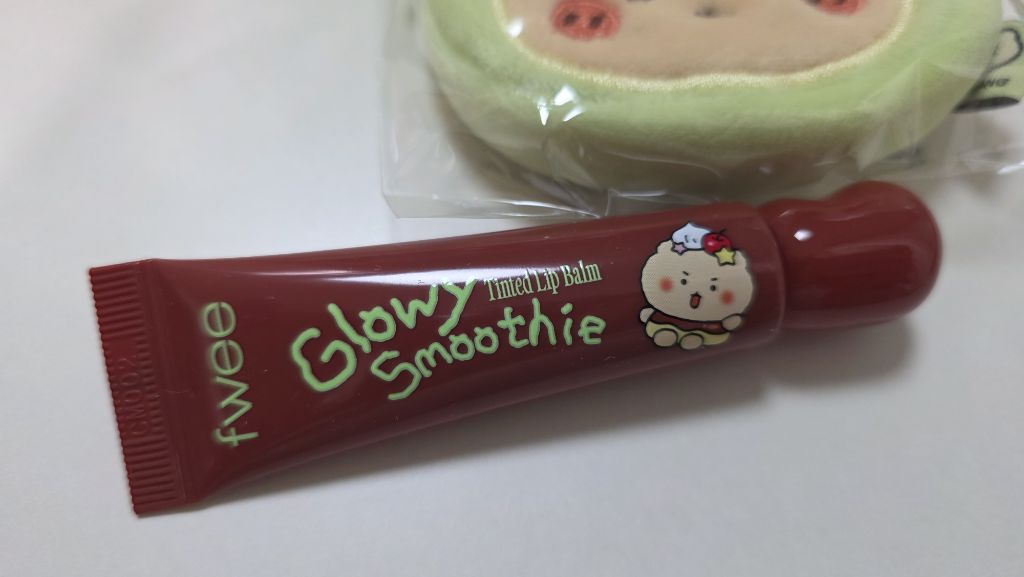 fwee
Glowy
Tinted Lip Balm
Smoothie